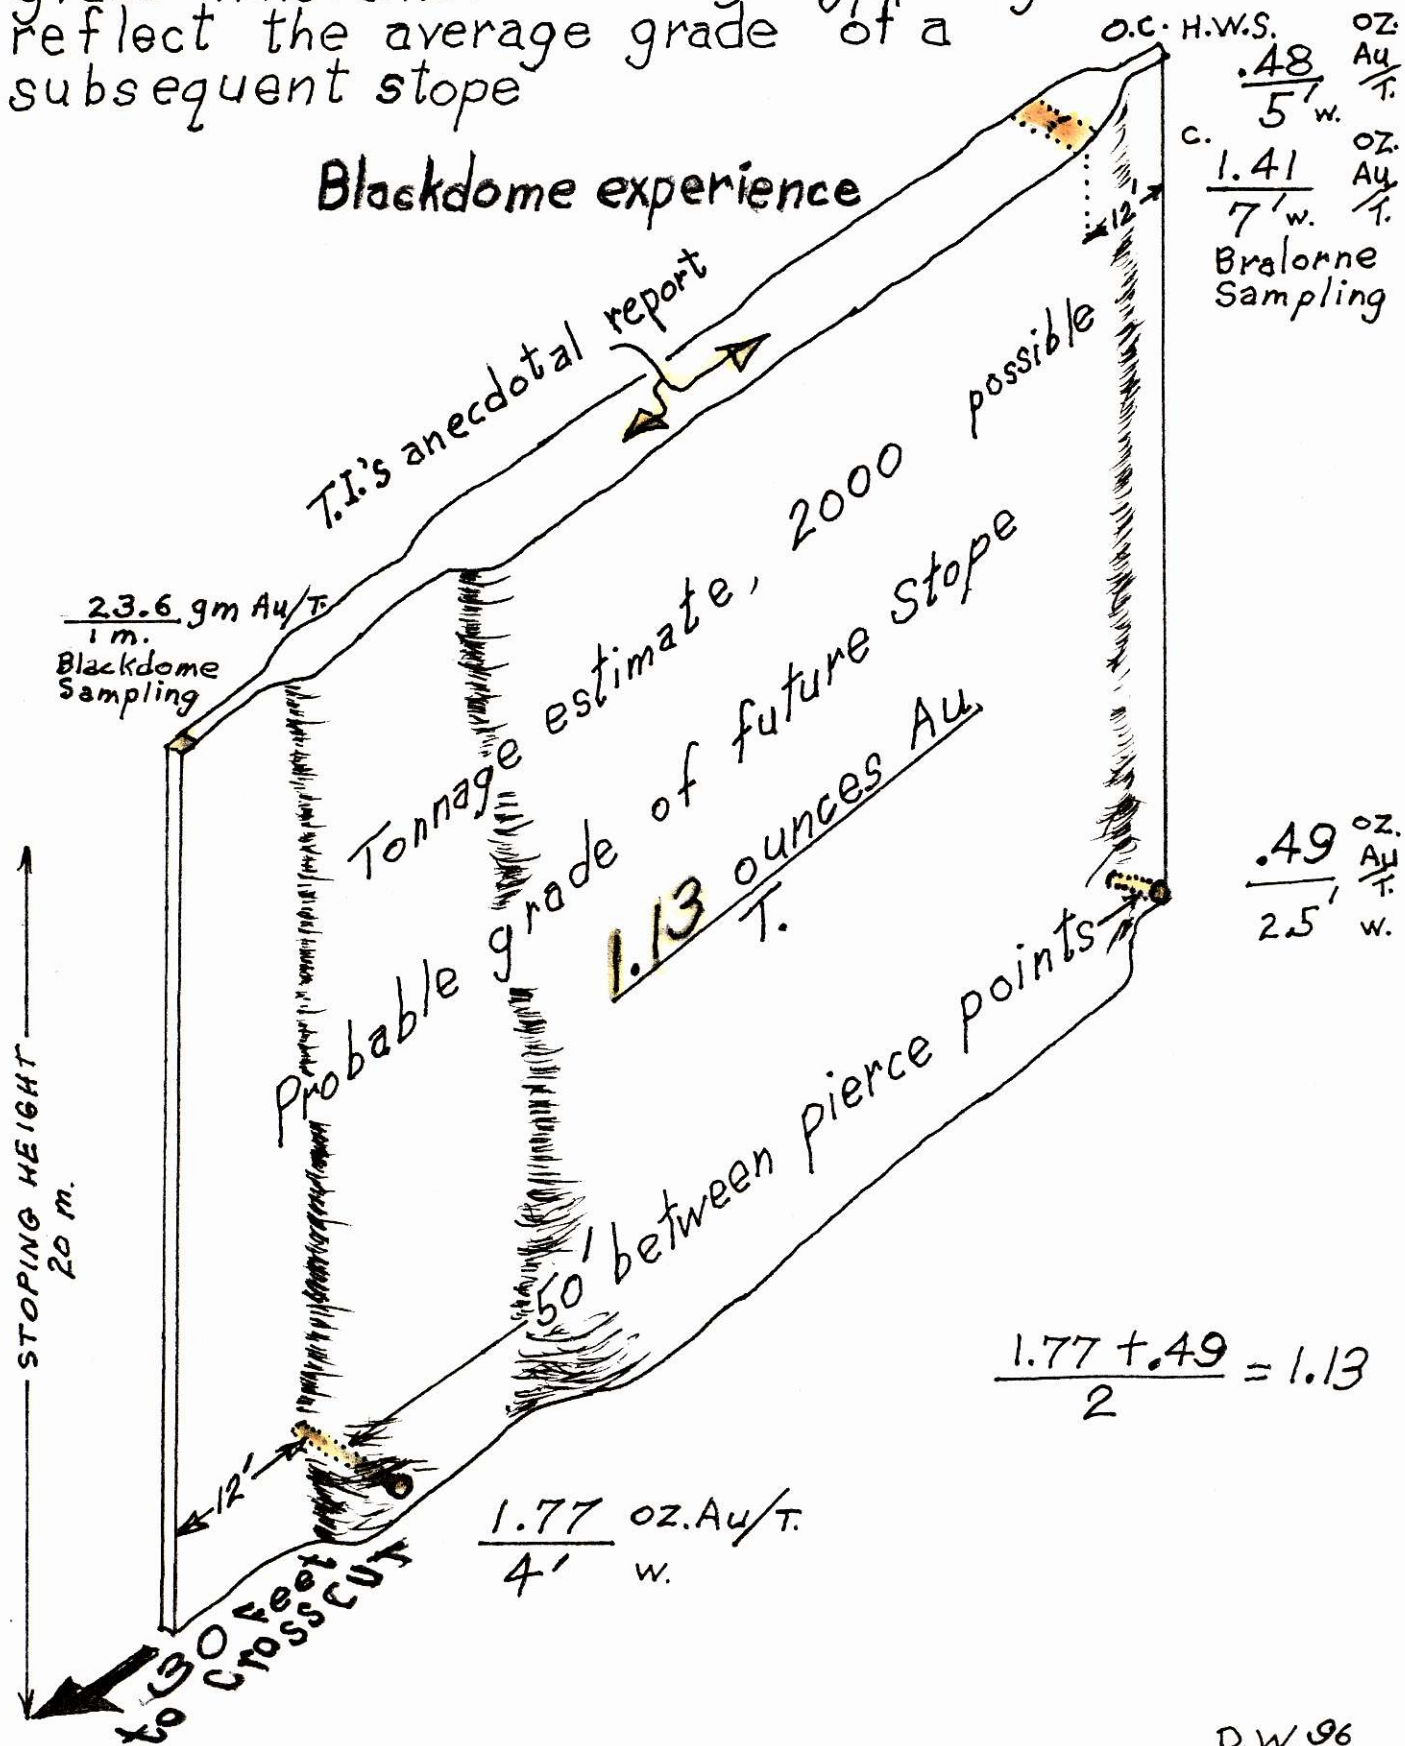 reflect the average grade of a
subsequent stope
Blackdome experience
O.C. H.W.S.
.48 oz. Au/T.
5' w.
C.
1.41 oz. Au/T.
7' w.
Bralorne
Sampling
12'
T.I.'s anecdotal report
23.6 gm Au/T.
1 m.
Blackdome
Sampling
Tonnage estimate, 2000 possible
Probable grade of future stope
1.13 ounces Au
T.
.49 oz. Au/T.
2.5' w.
50' between pierce points
STOPING HEIGHT
20 m.
1.77 + .49 = 1.13
2
12'
1.77 oz. Au/T.
4' w.
30 feet
to crosscut
D.W 96